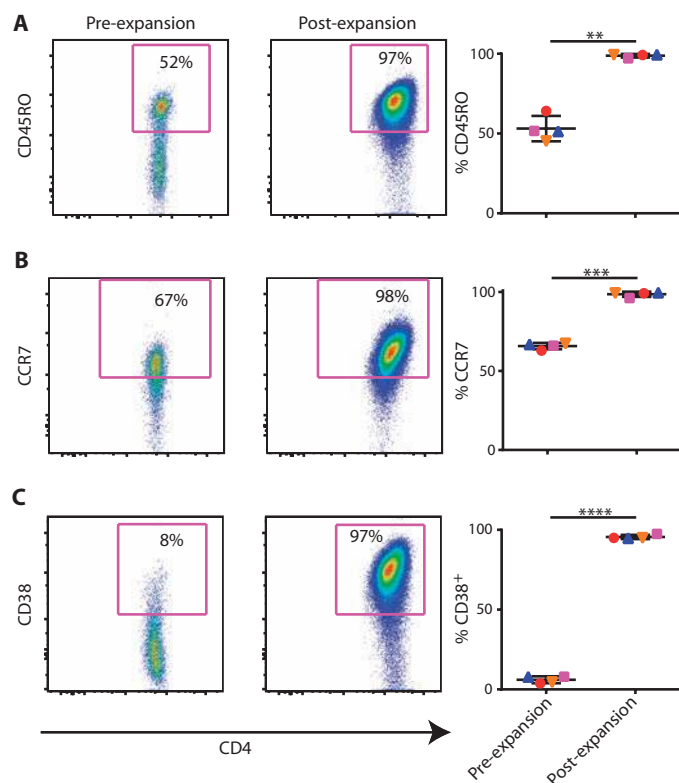 A
Pre-expansion
Post-expansion
CD45RO
52%
97%
% CD45RO
100
50
0
**
B
CCR7
67%
98%
% CCR7
100
50
0
***
C
CD38
8%
97%
% CD38+
100
50
0
****
CD4
Pre-expansion
Post-expansion